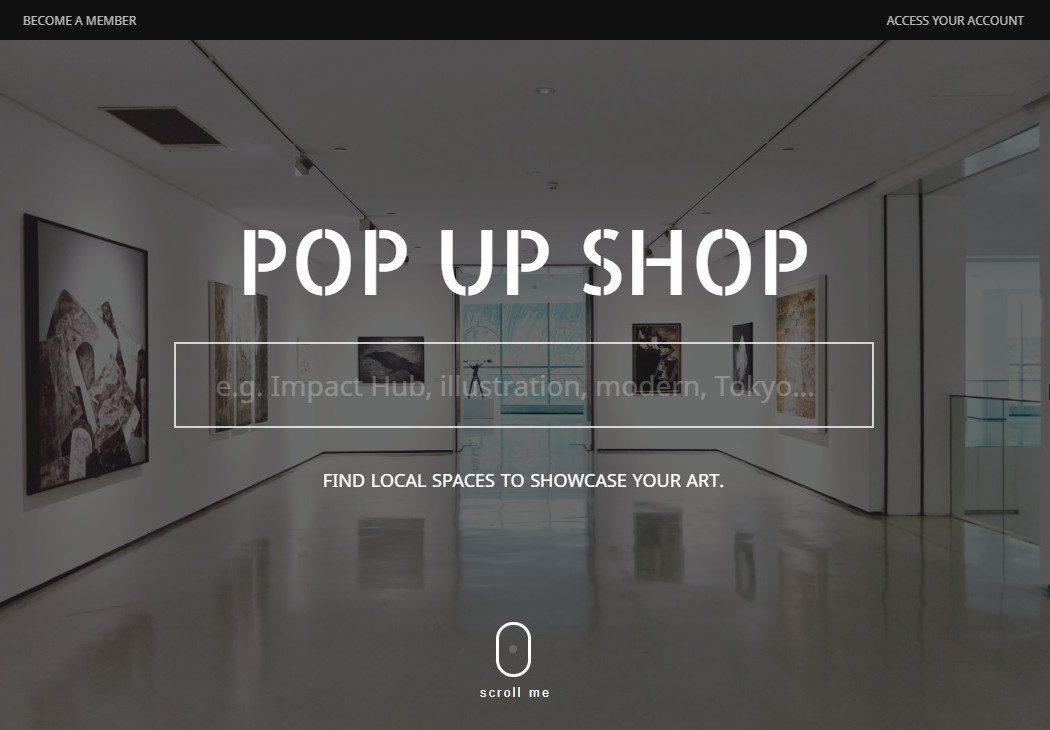 BECOME A MEMBER
ACCESS YOUR ACCOUNT
POP UP SHOP
e.g. Impact Hub, illustration, modern, Tokyo...
FIND LOCAL SPACES TO SHOWCASE YOUR ART.
scroll me